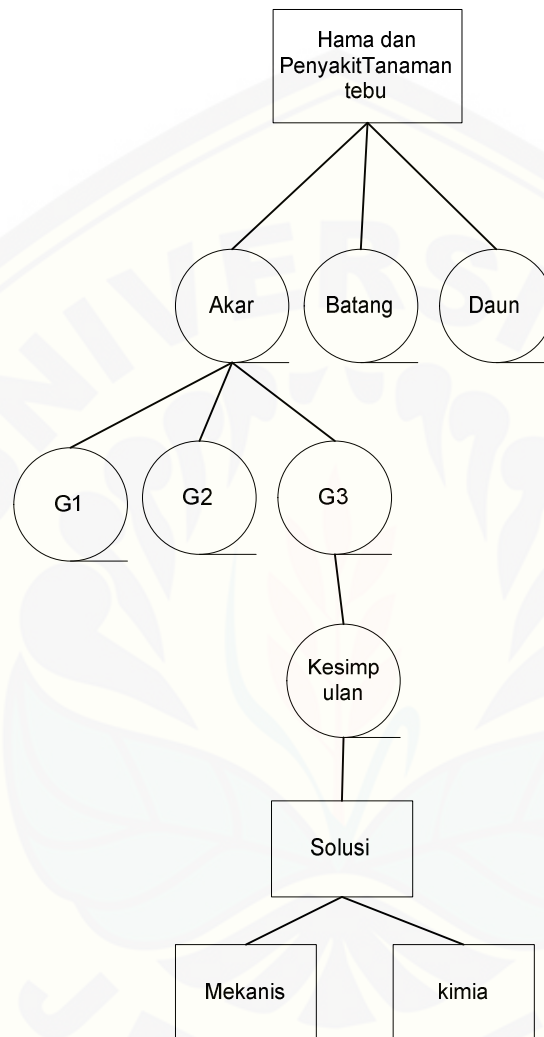 Hama dan
PenyakitTanaman
tebu
Akar
Batang
Daun
G1
G2
G3
Kesimp
ulan
Solusi
Mekanis
kimia